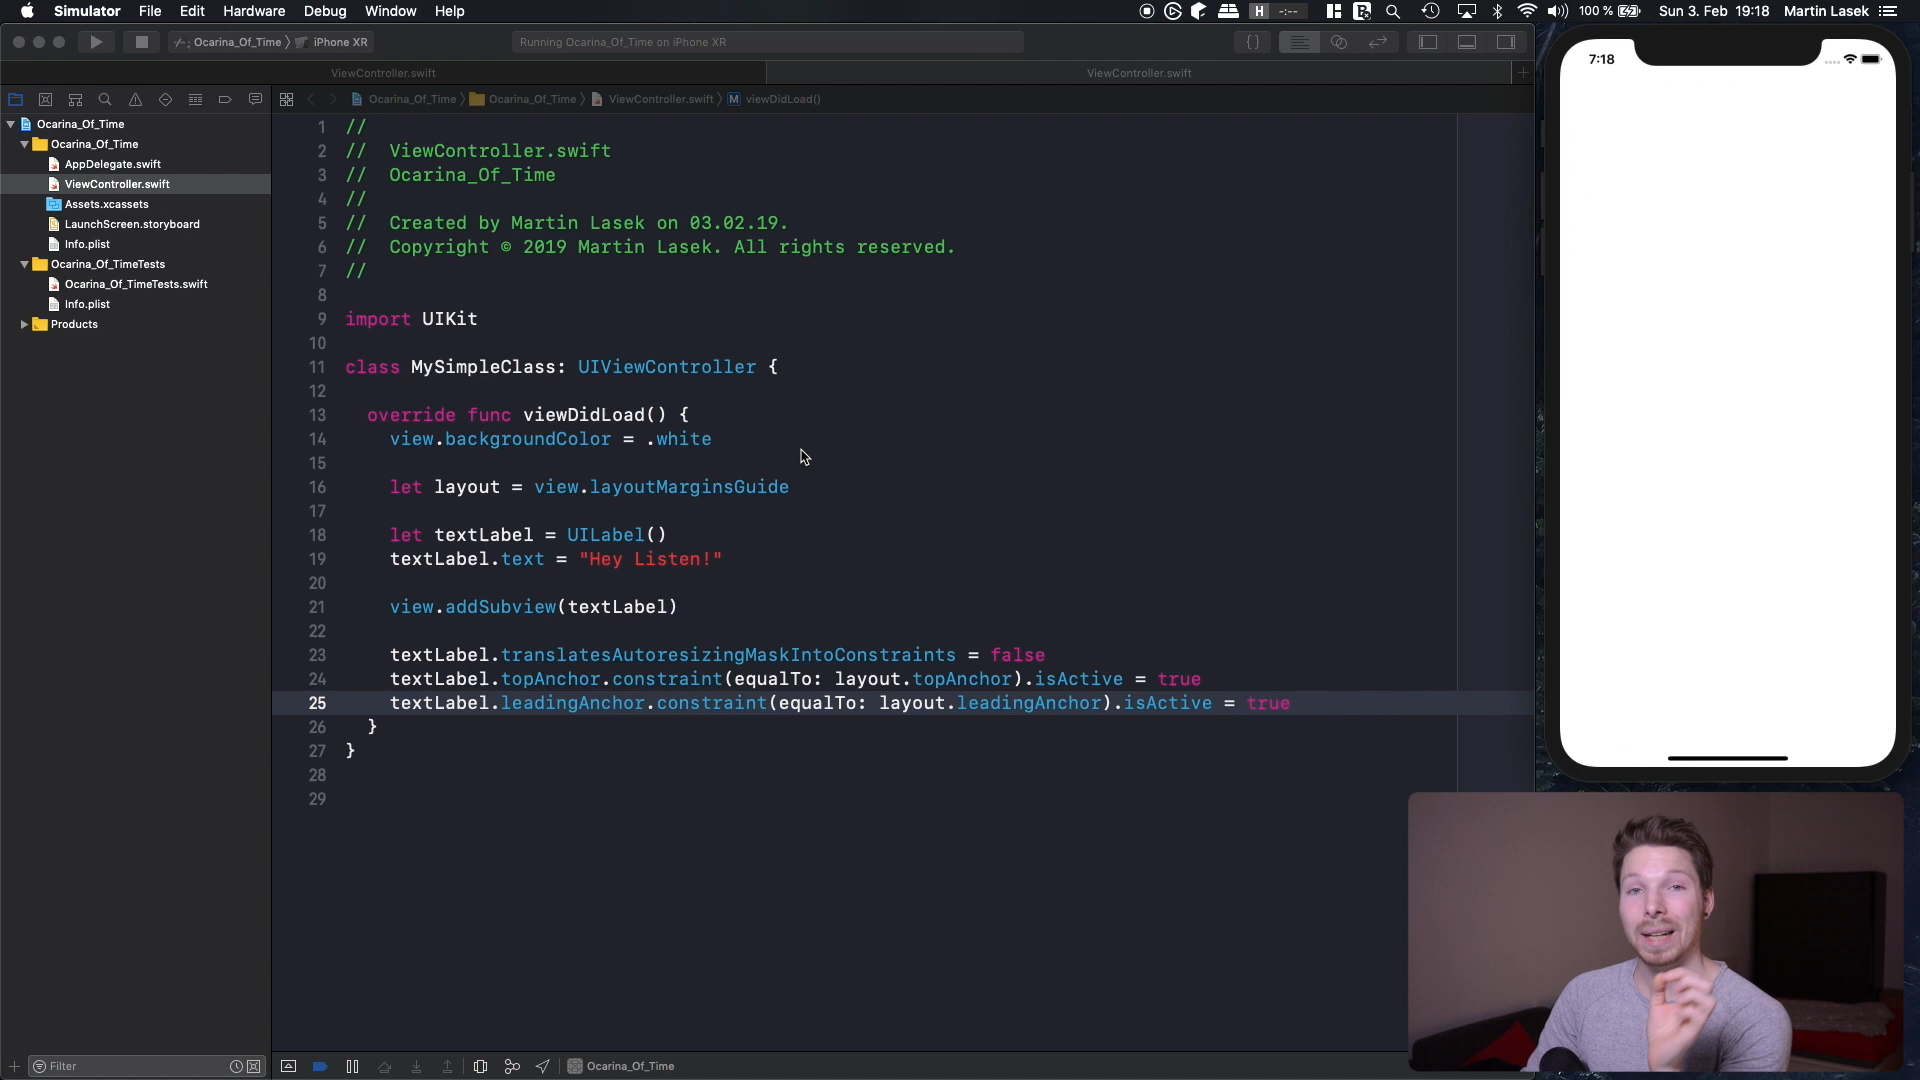 Simulator File Edit Hardware Debug Window Help
H -:-- 100 % Sun 3. Feb 19:18 Martin Lasek
Ocarina_Of_Time iPhone XR
Running Ocarina_Of_Time on iPhone XR
{}
ViewController.swift
ViewController.swift
Ocarina_Of_Time Ocarina_Of_Time ViewController.swift M viewDidLoad()
Ocarina_Of_Time
Ocarina_Of_Time
AppDelegate.swift
ViewController.swift
Assets.xcassets
LaunchScreen.storyboard
Info.plist
Ocarina_Of_TimeTests
Ocarina_Of_TimeTests.swift
Info.plist
Products
1 //
2 //  ViewController.swift
3 //  Ocarina_Of_Time
4 //
5 //  Created by Martin Lasek on 03.02.19.
6 //  Copyright © 2019 Martin Lasek. All rights reserved.
7 //
8
9 import UIKit
10
11 class MySimpleClass: UIViewController {
12
13   override func viewDidLoad() {
14     view.backgroundColor = .white
15
16     let layout = view.layoutMarginsGuide
17
18     let textLabel = UILabel()
19     textLabel.text = "Hey Listen!"
20
21     view.addSubview(textLabel)
22
23     textLabel.translatesAutoresizingMaskIntoConstraints = false
24     textLabel.topAnchor.constraint(equalTo: layout.topAnchor).isActive = true
25     textLabel.leadingAnchor.constraint(equalTo: layout.leadingAnchor).isActive = true
26   }
27 }
28
29
7:18
Filter
Ocarina_Of_Time